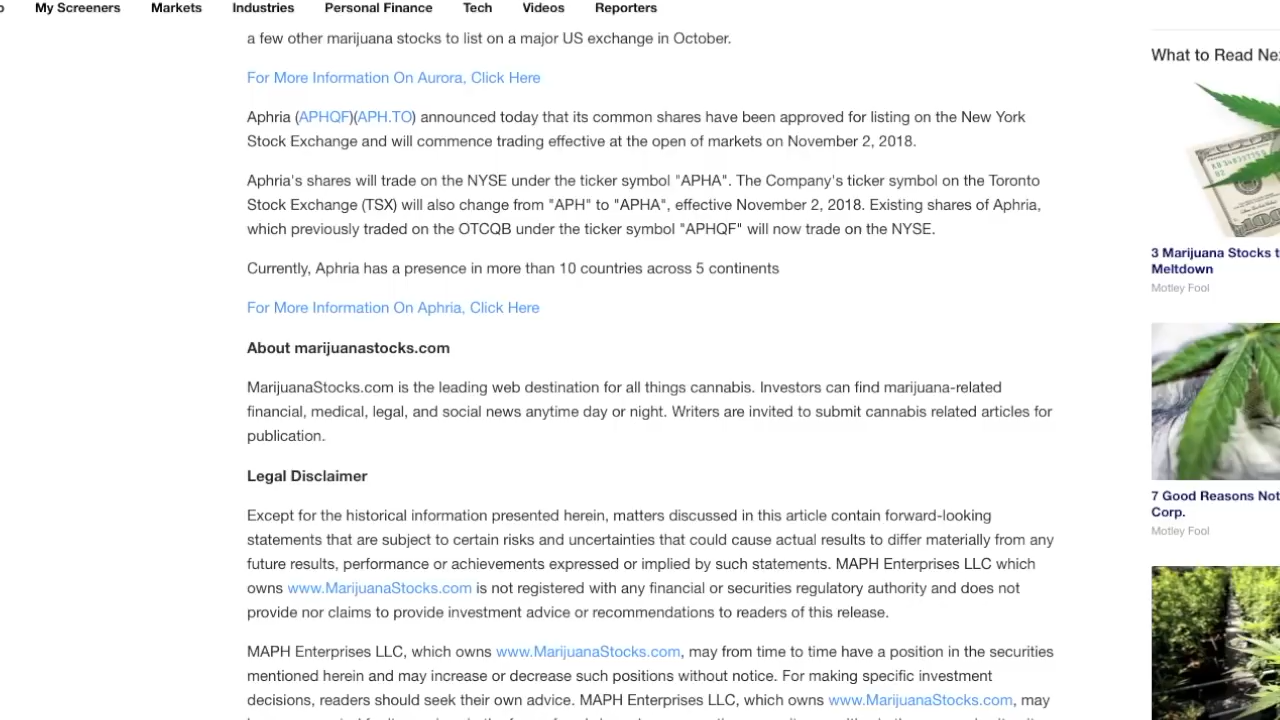 My Screeners Markets Industries Personal Finance Tech Videos Reporters
a few other marijuana stocks to list on a major US exchange in October.
For More Information On Aurora, Click Here
Aphria (APHQF)(APH.TO) announced today that its common shares have been approved for listing on the New York
Stock Exchange and will commence trading effective at the open of markets on November 2, 2018.
Aphria's shares will trade on the NYSE under the ticker symbol "APHA". The Company's ticker symbol on the Toronto
Stock Exchange (TSX) will also change from "APH" to "APHA", effective November 2, 2018. Existing shares of Aphria,
which previously traded on the OTCQB under the ticker symbol "APHQF" will now trade on the NYSE.
Currently, Aphria has a presence in more than 10 countries across 5 continents
For More Information On Aphria, Click Here
About marijuanastocks.com
MarijuanaStocks.com is the leading web destination for all things cannabis. Investors can find marijuana-related
financial, medical, legal, and social news anytime day or night. Writers are invited to submit cannabis related articles for
publication.
Legal Disclaimer
Except for the historical information presented herein, matters discussed in this article contain forward-looking
statements that are subject to certain risks and uncertainties that could cause actual results to differ materially from any
future results, performance or achievements expressed or implied by such statements. MAPH Enterprises LLC which
owns www.MarijuanaStocks.com is not registered with any financial or securities regulatory authority and does not
provide nor claims to provide investment advice or recommendations to readers of this release.
MAPH Enterprises LLC, which owns www.MarijuanaStocks.com, may from time to time have a position in the securities
mentioned herein and may increase or decrease such positions without notice. For making specific investment
decisions, readers should seek their own advice. MAPH Enterprises LLC, which owns www.MarijuanaStocks.com, may
What to Read
3 Marijuana Stocks
Meltdown
Motley Fool
7 Good Reasons Not
Corp.
Motley Fool